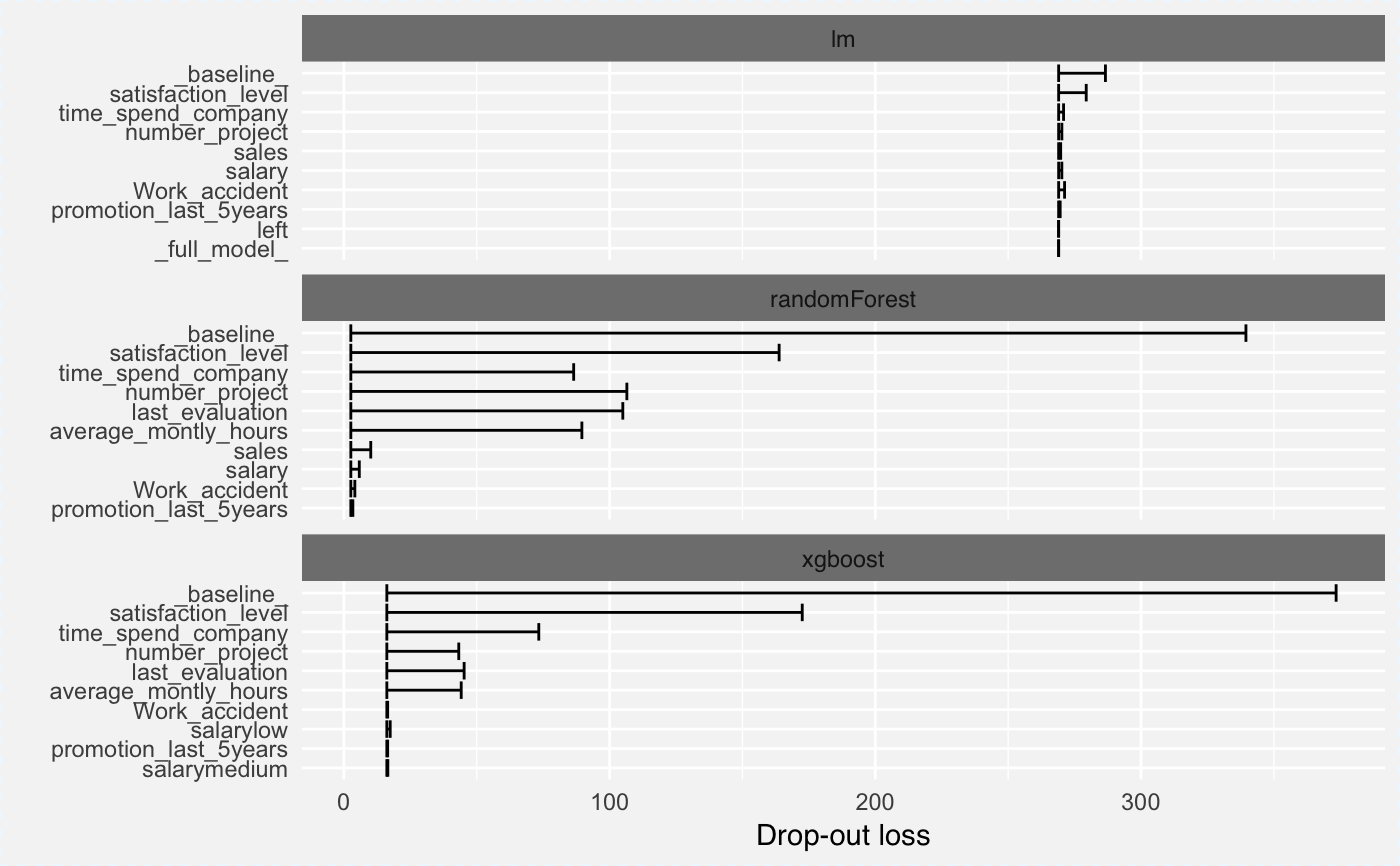 lm
_baseline_
satisfaction_level
time_spend_company
number_project
sales
salary
Work_accident
promotion_last_5years
left
_full_model_
randomForest
_baseline_
satisfaction_level
time_spend_company
number_project
last_evaluation
average_montly_hours
sales
salary
Work_accident
promotion_last_5years
xgboost
_baseline_
satisfaction_level
time_spend_company
number_project
last_evaluation
average_montly_hours
Work_accident
salarylow
promotion_last_5years
salarymedium
0 100 200 300
Drop-out loss